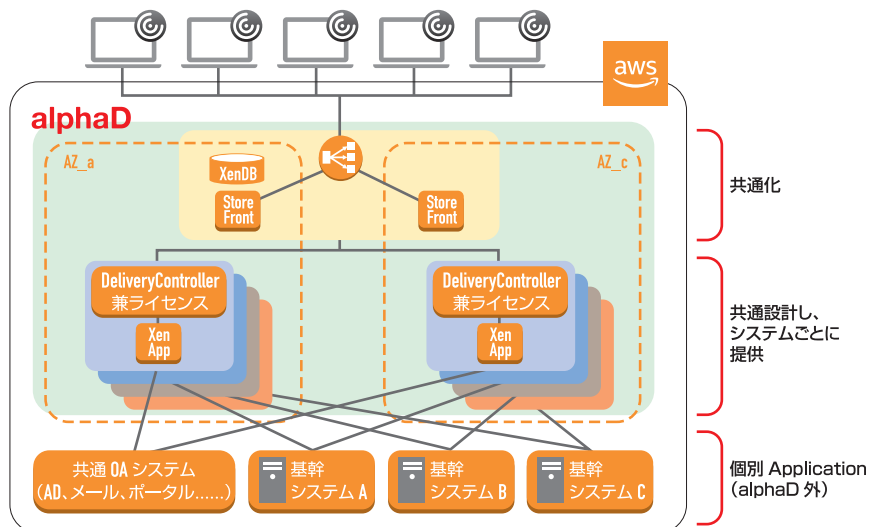 aws
alphaD
AZ_a
AZ_c
XenDB
Store
Front
Store
Front
共通化
DeliveryController
兼ライセンス
Xen
App
DeliveryController
兼ライセンス
Xen
App
共通設計し、
システムごとに
提供
共通 OA システム
（AD、メール、ポータル……）
基幹
システム A
基幹
システム B
基幹
システム C
個別 Application
（alphaD 外）